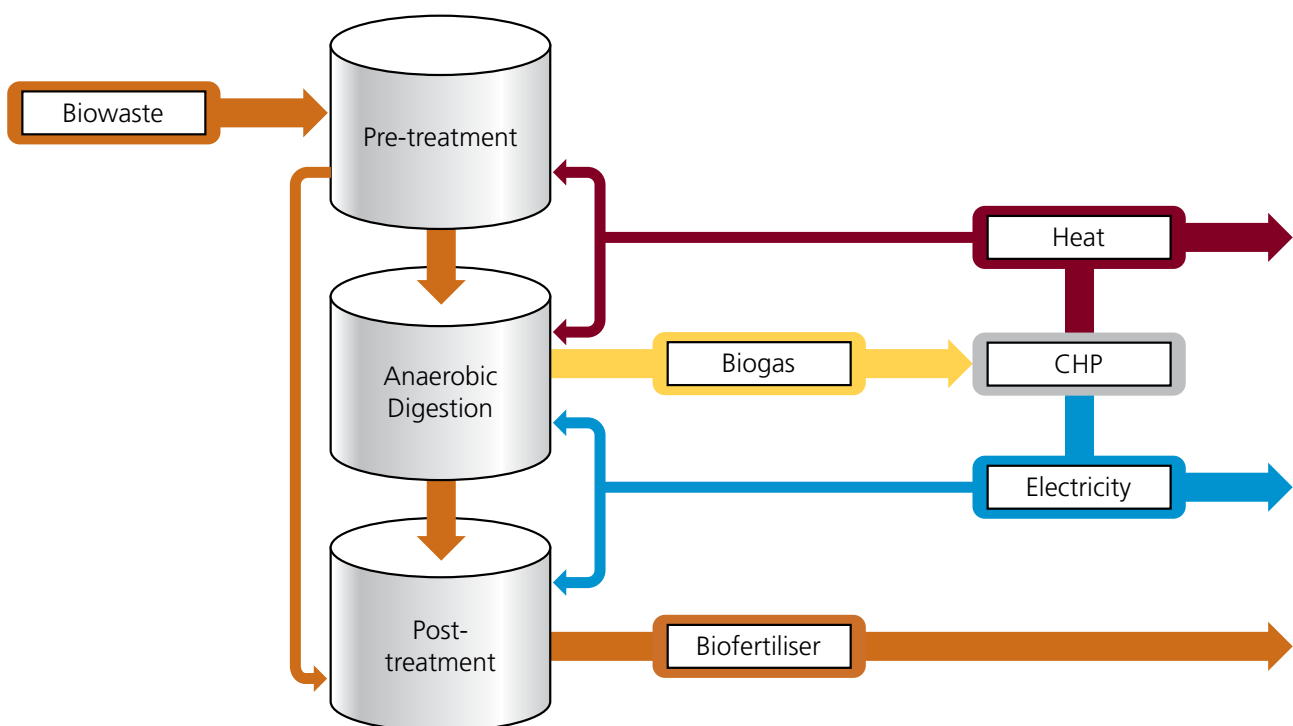 Biowaste
Pre-treatment
Heat
Anaerobic
Digestion
Biogas
CHP
Electricity
Post-
treatment
Biofertiliser